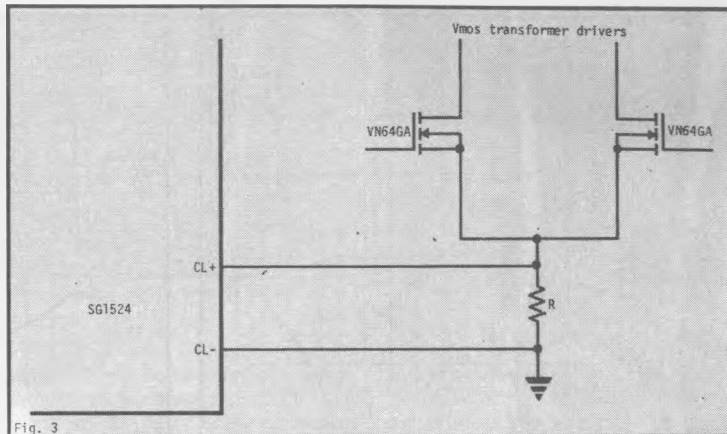 Vmos transformer drivers
VN64GA
VN64GA
CL+
SG1524
R
CL-
Fig. 3